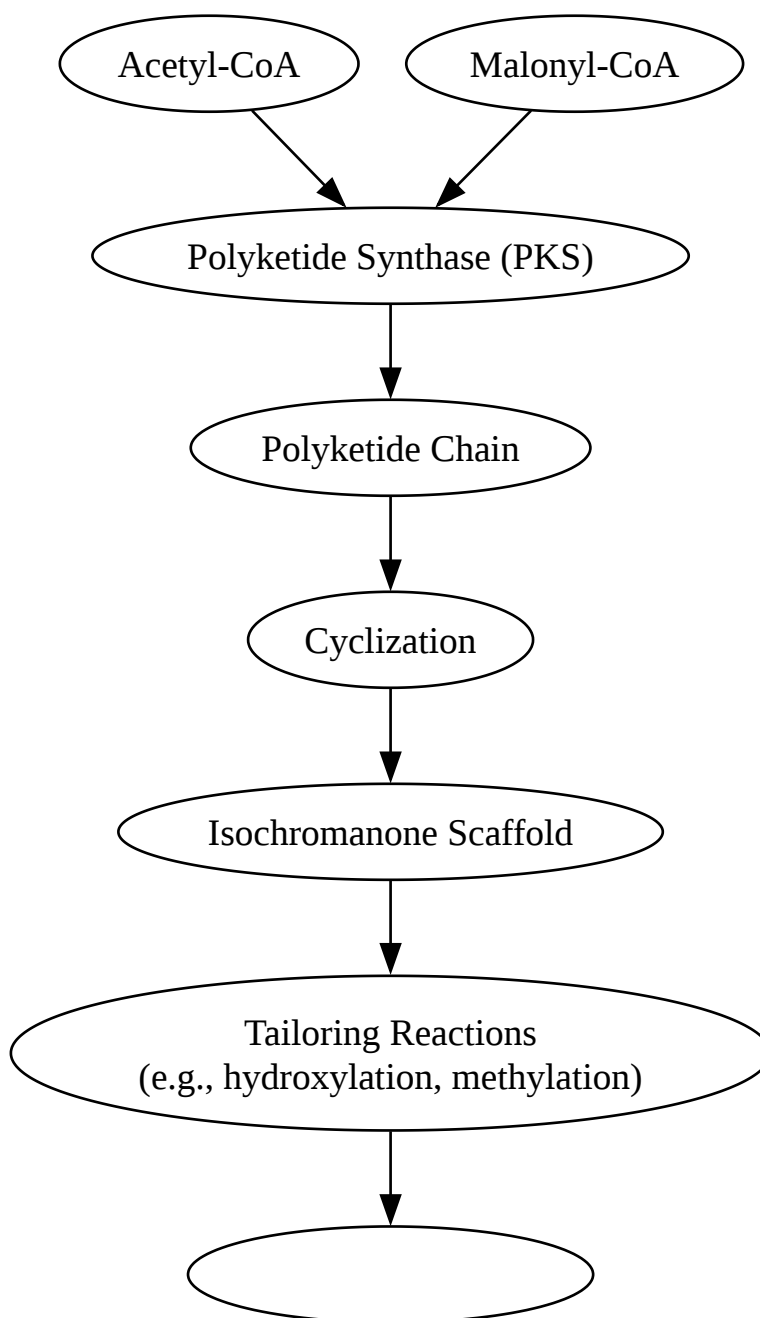 Acetyl-CoA
Malonyl-CoA
Polyketide Synthase (PKS)
Polyketide Chain
Cyclization
Isochromanone Scaffold
Tailoring Reactions
(e.g., hydroxylation, methylation)